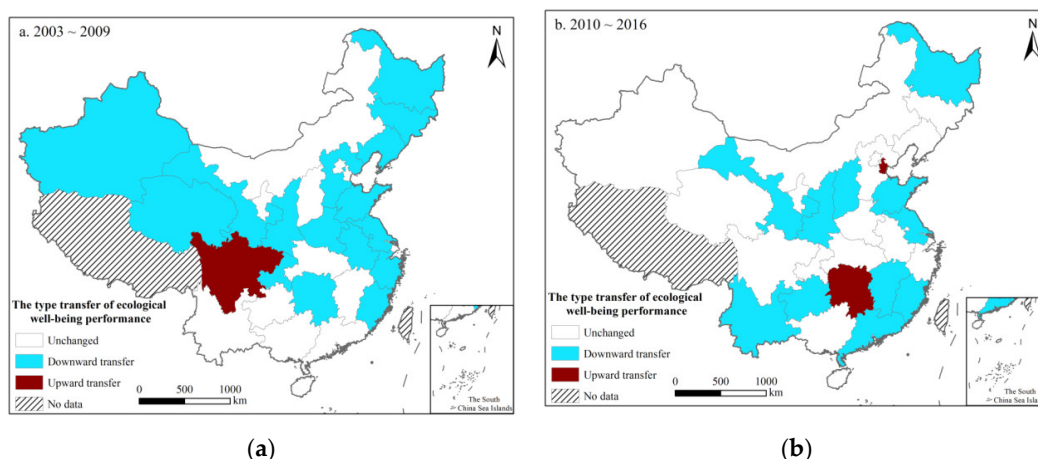 a. 2003 ~ 2009
N
The type transfer of ecological
well-being performance
Unchanged
Downward transfer
Upward transfer
No data
0 500 1000
km
The South
China Sea Islands
(a)
b. 2010 ~ 2016
N
The type transfer of ecological
well-being performance
Unchanged
Downward transfer
Upward transfer
No data
0 500 1000
km
The South
China Sea Islands
(b)